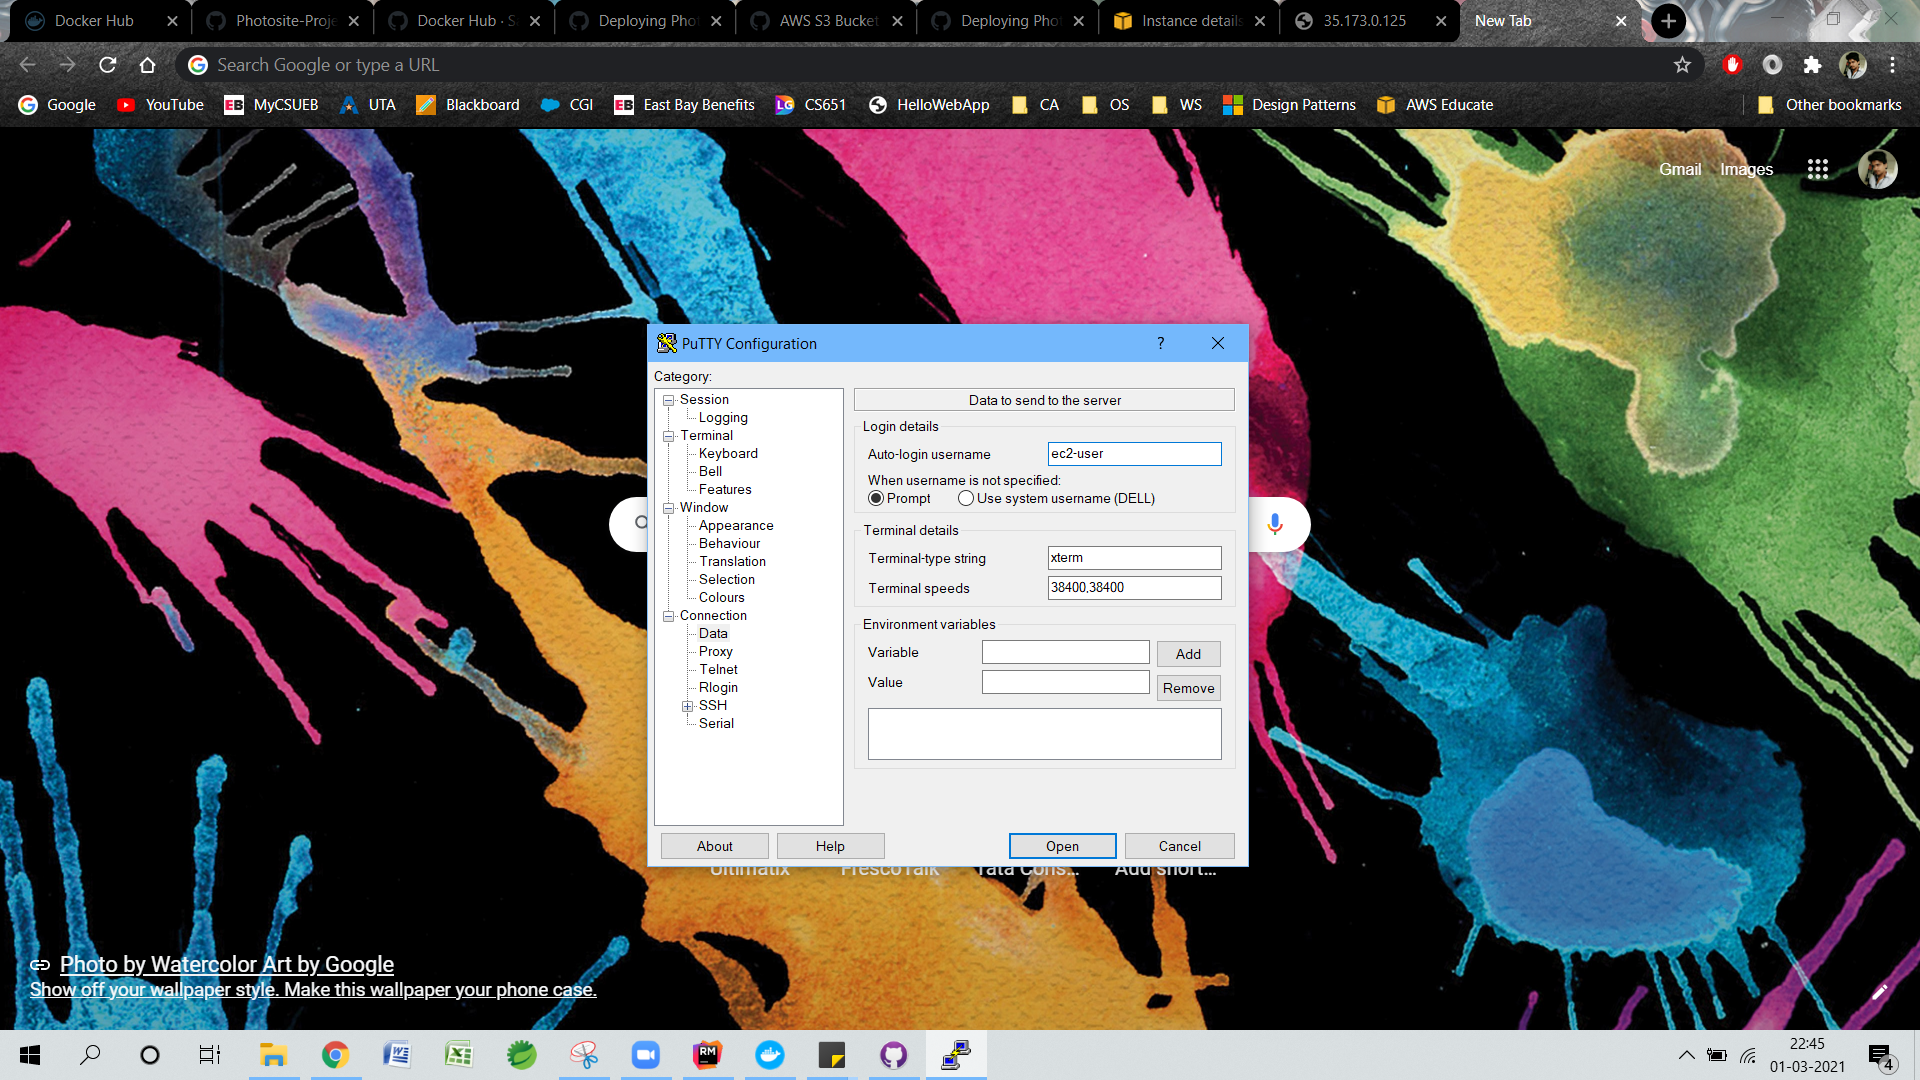 Docker Hub
Photosite-Proje
Docker Hub · S
Deploying Pho
AWS S3 Bucket
Deploying Pho
Instance details
35.173.0.125
New Tab
Search Google or type a URL
Google
YouTube
EB MyCSUEB
UTA
Blackboard
CGI
EB East Bay Benefits
LG CS651
HelloWebApp
CA
OS
WS
Design Patterns
AWS Educate
Other bookmarks
Gmail Images
PuTTY Configuration
?
Category:
Session
Logging
Terminal
Keyboard
Bell
Features
Window
Appearance
Behaviour
Translation
Selection
Colours
Connection
Data
Proxy
Telnet
Rlogin
SSH
Serial
Data to send to the server
Login details
Auto-login username ec2-user
When username is not specified:
Prompt Use system username (DELL)
Terminal details
Terminal-type string xterm
Terminal speeds 38400,38400
Environment variables
Variable Add
Value Remove
About Help Open Cancel
Ultimatix FrescoTalk Tata Cons... Add short...
Photo by Watercolor Art by Google
Show off your wallpaper style. Make this wallpaper your phone case.
RM
22:45
01-03-2021
4